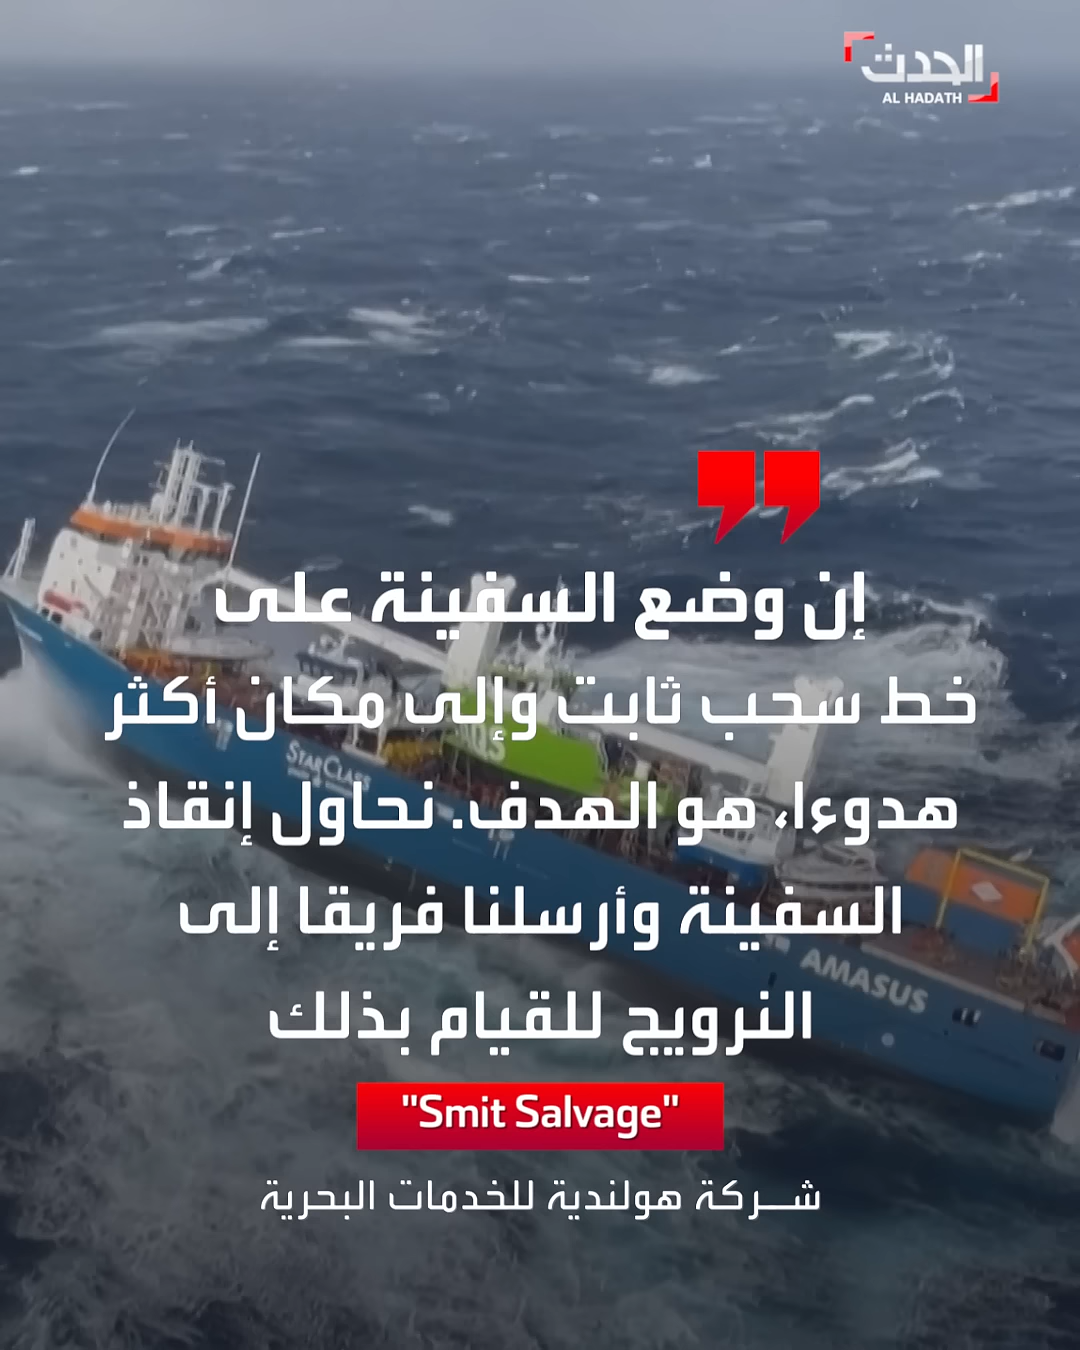 الحدث
AL HADATH
إن وضع السفينة على
خط سحب ثابت وإلى مكان أكثر
هدوءا، هو الهدف. نحاول إنقاذ
السفينة وأرسلنا فريقا إلى
النرويج للقيام بذلك
"Smit Salvage"
شركة هولندية للخدمات البحرية
STARCLASS
AMASUS